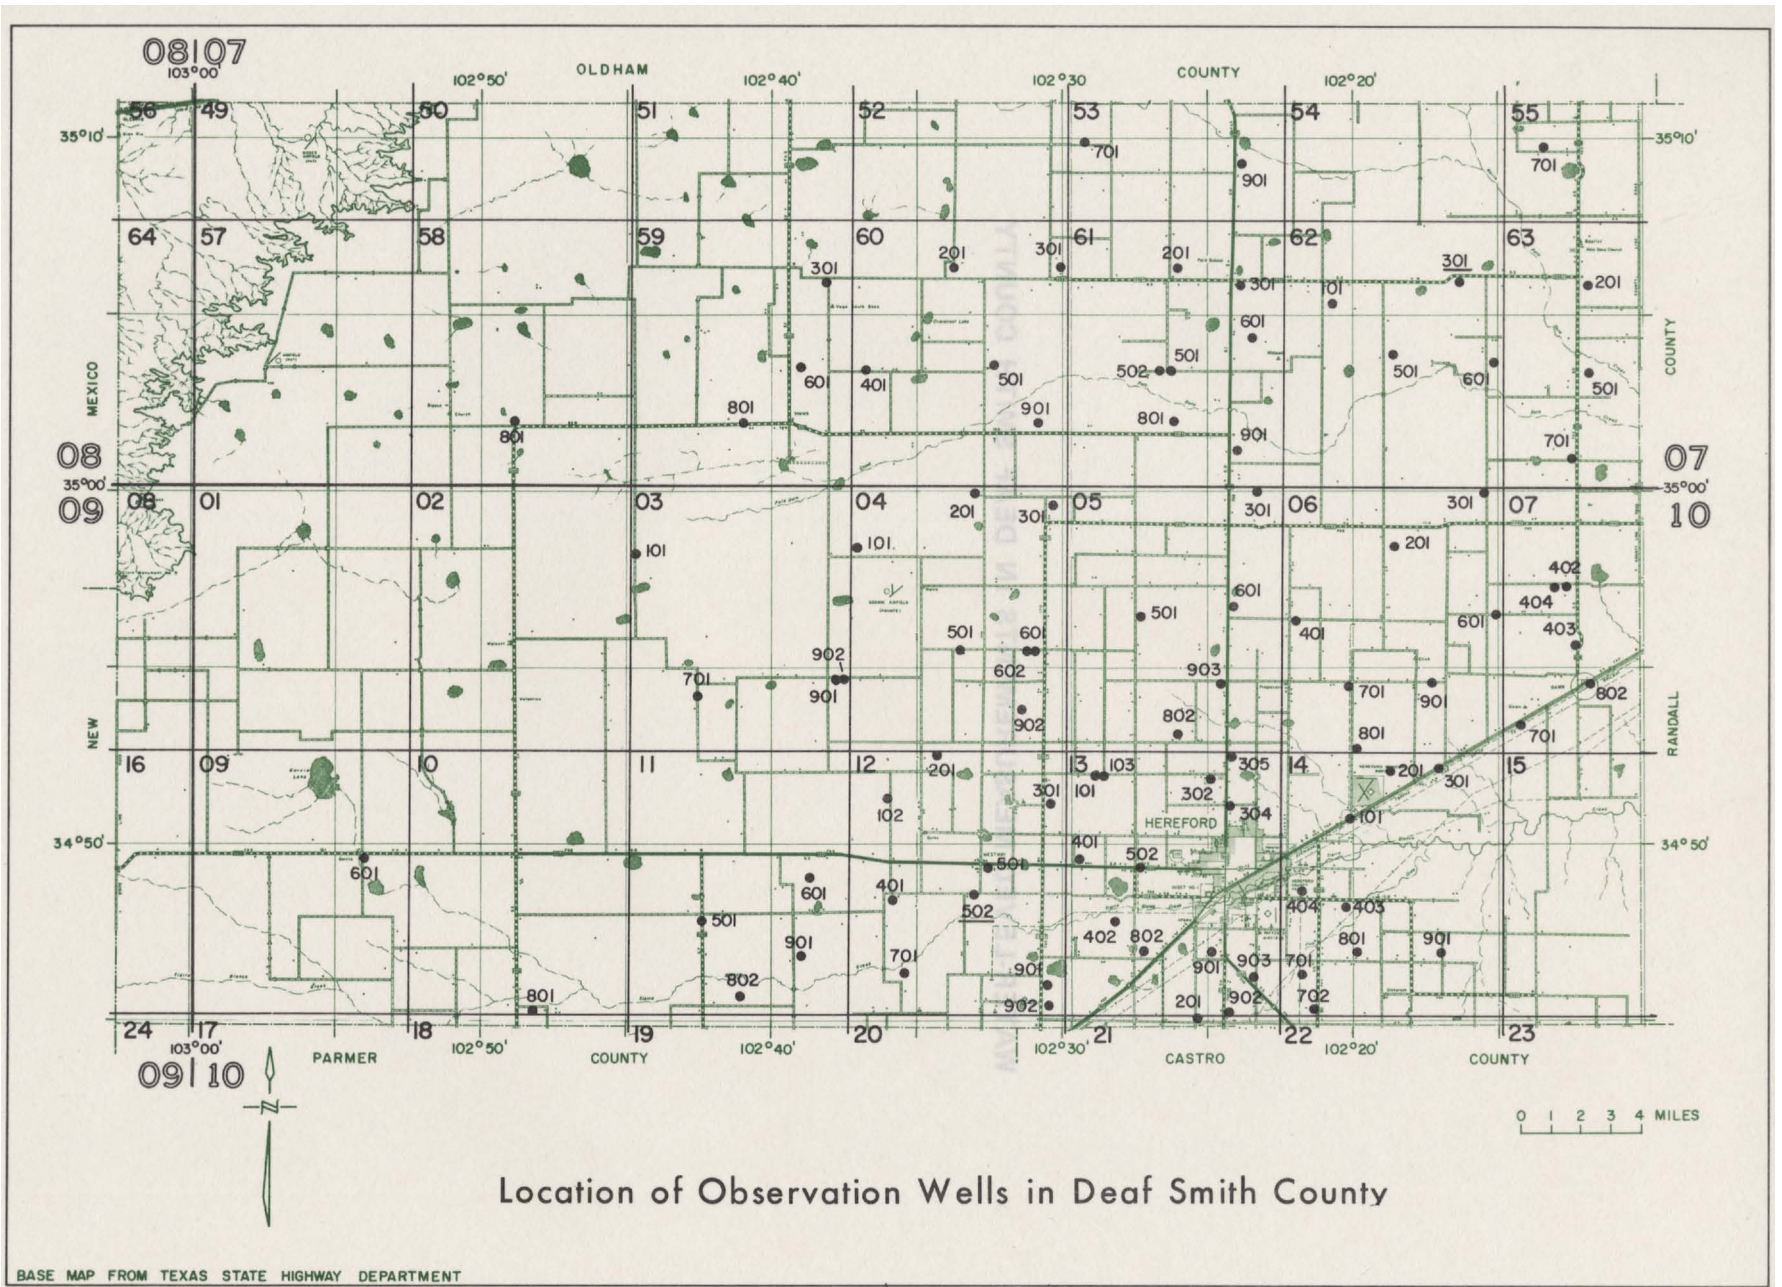 08|07
103°00'
102°50'
OLDHAM
102°40'
102°30'
COUNTY
102°20'
56 49 50 51 52 53 54 55
35°10'
35°10'
701
701
901
64 57 58 59 60 61 62 63
201 301 201 301
301
301 201
101
601
501
MEXICO
COUNTY
601 401 501 502 501 601 501
801 901 801
801 901 701
08
07
35°00'
35°00'
09
10
08 01 02 03 04 05 06 07
201 301 301 301
101 101 201
402
404
601 501 401 601 403
501 601
902 602 903
701 901 701 901 802
902 802
NEW
RANDALL
801 701
16 09 10 11 12 13 14 15
201 103 305 201 301
101
102 301 302 304 101
HEREFORD
34°50'
34°50'
401 502
501
601 601 401
502 404 403
501 402 802 801 901
901 701 901 901 903 701
801 802 902 201 902 702
24 17 18 19 20 21 22 23
103°00'
PARMER
102°50'
COUNTY
102°40'
102°30'
CASTRO
102°20'
COUNTY
09|10
N
0 1 2 3 4 MILES
Location of Observation Wells in Deaf Smith County
BASE MAP FROM TEXAS STATE HIGHWAY DEPARTMENT